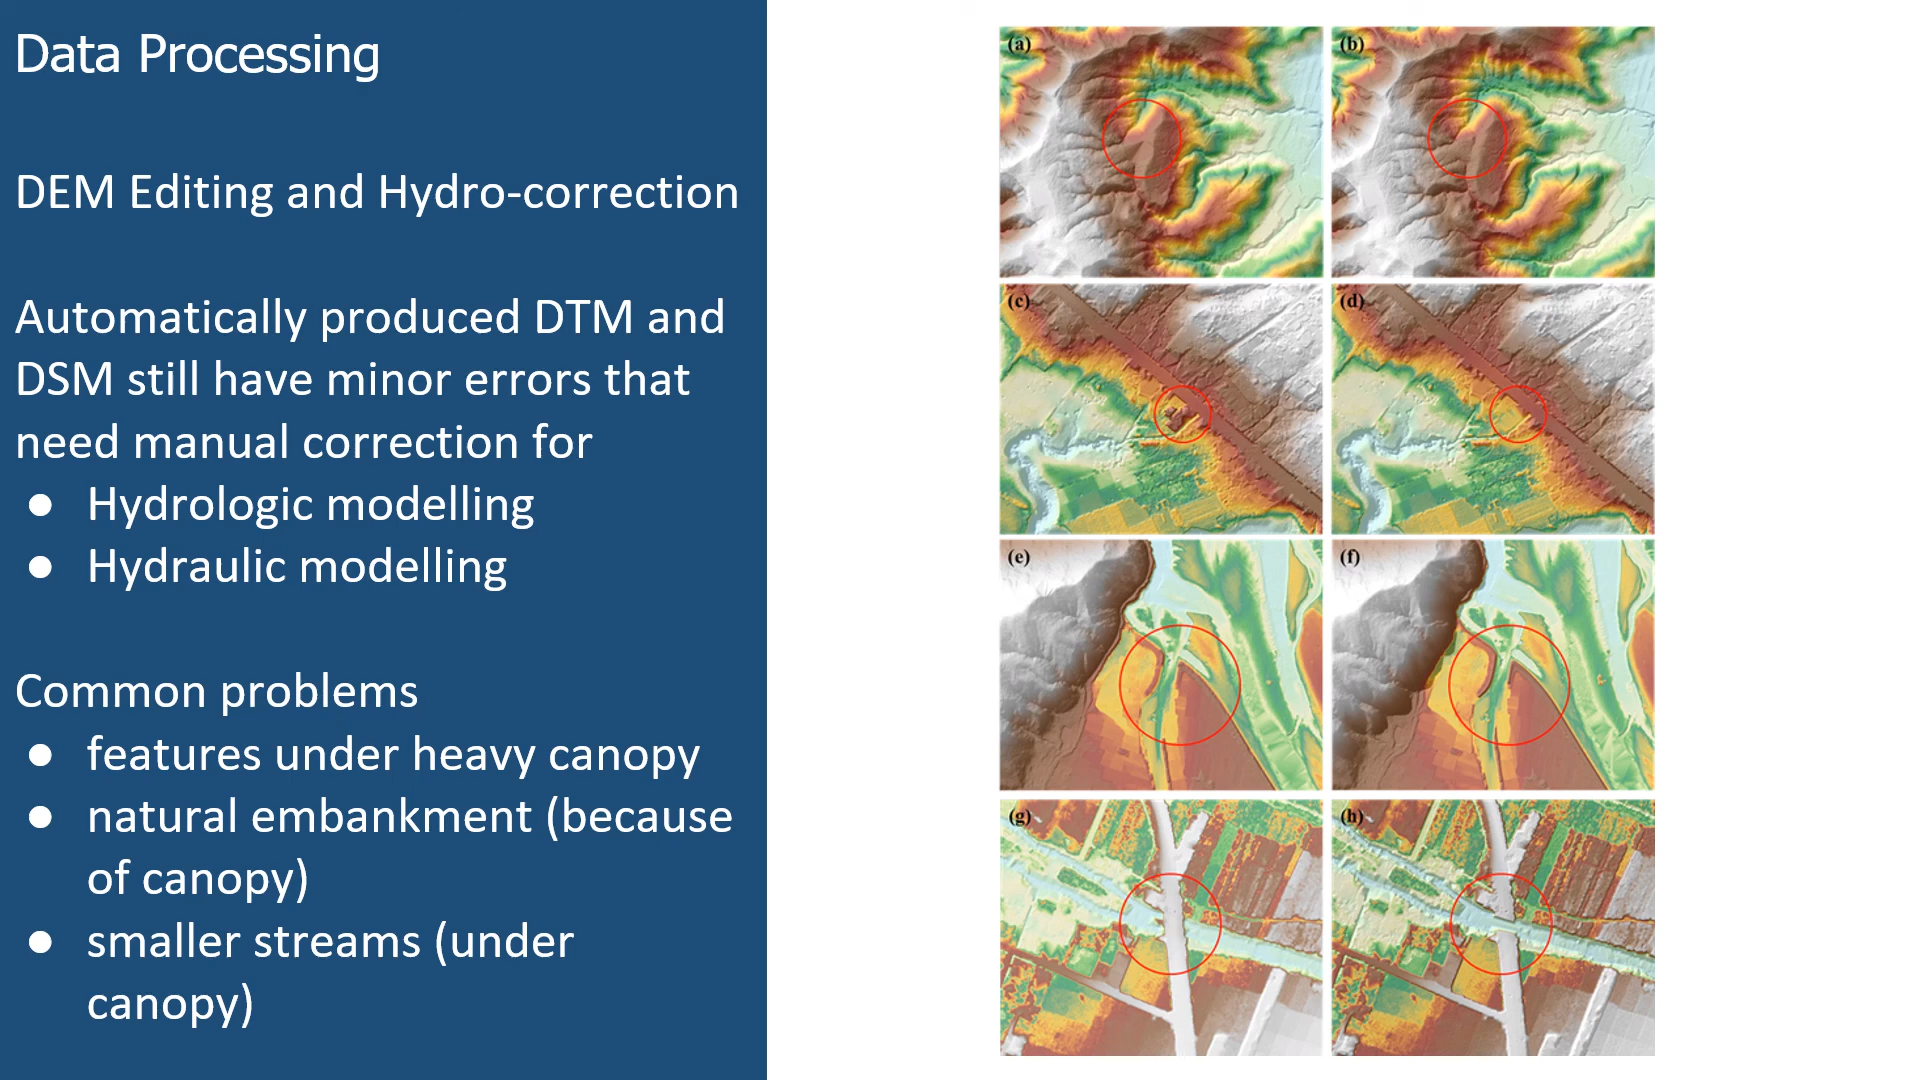 Data Processing
DEM Editing and Hydro-correction
Automatically produced DTM and
DSM still have minor errors that
need manual correction for
● Hydrologic modelling
● Hydraulic modelling
Common problems
● features under heavy canopy
● natural embankment (because
of canopy)
● smaller streams (under
canopy)
(a)
(b)
(c)
(d)
(e)
(f)
(g)
(h)